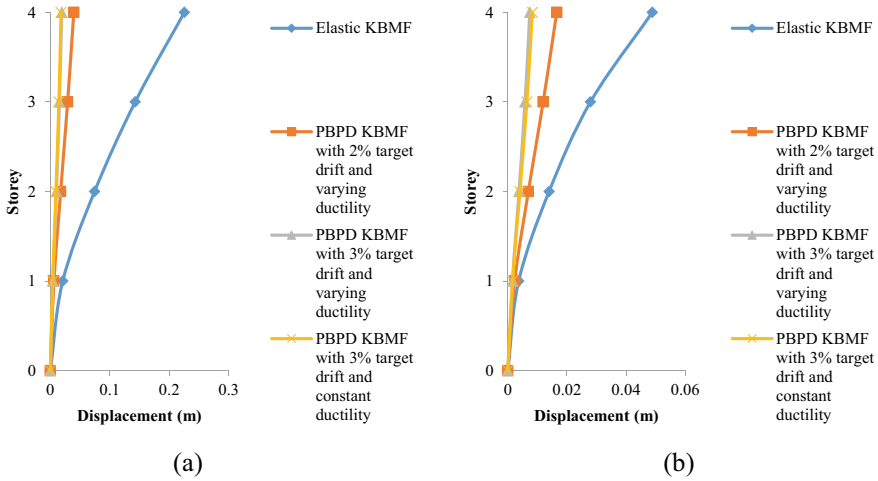 4
3
2
1
0
Storey
0
0.1
0.2
0.3
Displacement (m)
Elastic KBMF
PBPD KBMF
with 2% target
drift and
varying
ductility
PBPD KBMF
with 3% target
drift and
varying
ductility
PBPD KBMF
with 3% target
drift and
constant
ductility
(a)
4
3
2
1
0
Storey
0
0.02
0.04
0.06
Displacement (m)
Elastic KBMF
PBPD KBMF
with 2% target
drift and
varying
ductility
PBPD KBMF
with 3% target
drift and
varying
ductility
PBPD KBMF
with 3% target
drift and
constant
ductility
(b)